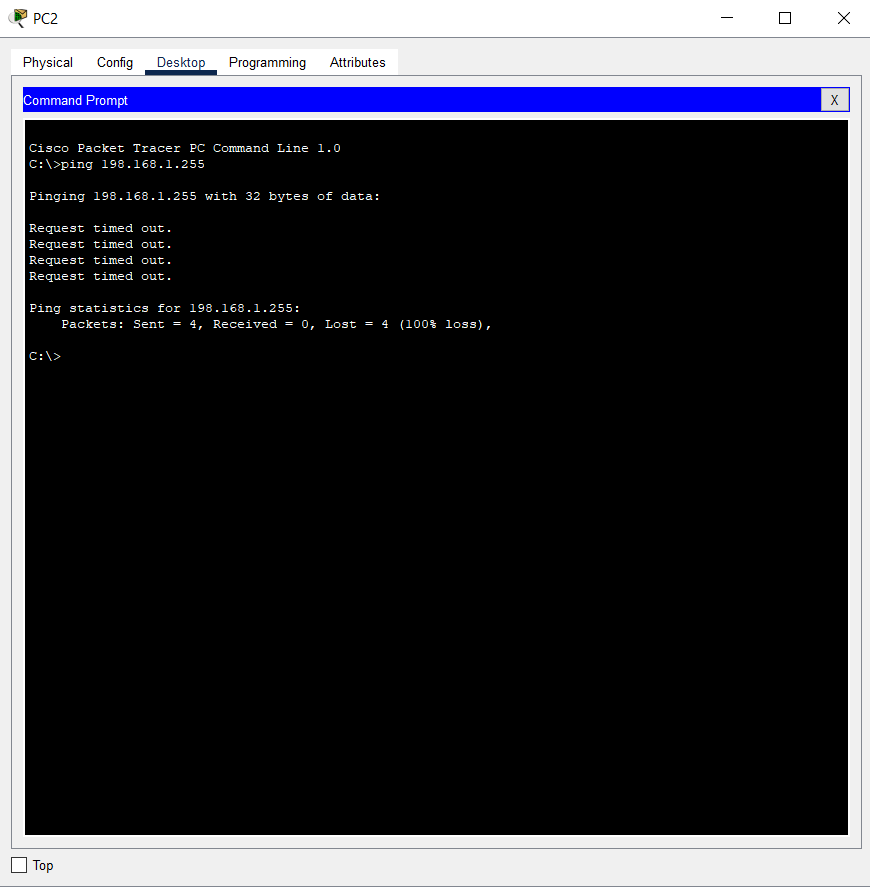 PC2
Physical Config Desktop Programming Attributes
Command Prompt
X
Cisco Packet Tracer PC Command Line 1.0
C:\>ping 198.168.1.255
Pinging 198.168.1.255 with 32 bytes of data:
Request timed out.
Request timed out.
Request timed out.
Request timed out.
Ping statistics for 198.168.1.255:
    Packets: Sent = 4, Received = 0, Lost = 4 (100% loss),
C:\>
Top